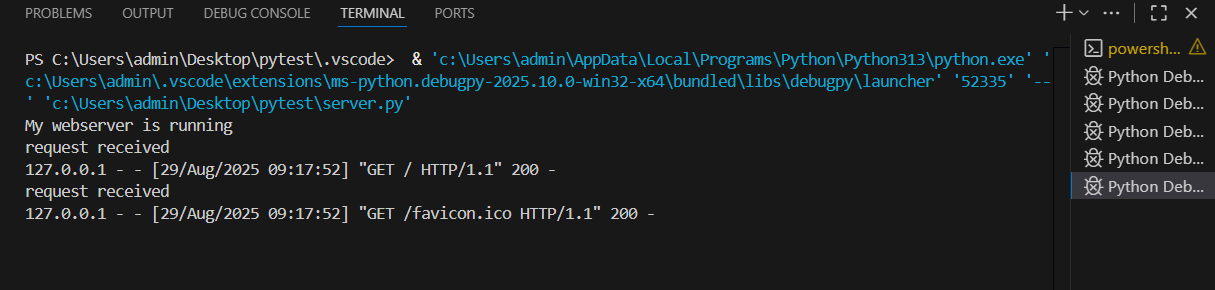 PROBLEMS OUTPUT DEBUG CONSOLE TERMINAL PORTS
PS C:\Users\admin\Desktop\pytest\.vscode>  & 'c:\Users\admin\AppData\Local\Programs\Python\Python313\python.exe' '
c:\Users\admin\.vscode\extensions\ms-python.debugpy-2025.10.0-win32-x64\bundled\libs\debugpy\launcher' '52335' '--
' 'c:\Users\admin\Desktop\pytest\server.py'
My webserver is running
request received
127.0.0.1 - - [29/Aug/2025 09:17:52] "GET / HTTP/1.1" 200 -
request received
127.0.0.1 - - [29/Aug/2025 09:17:52] "GET /favicon.ico HTTP/1.1" 200 -
powersh...
Python Deb...
Python Deb...
Python Deb...
Python Deb...
Python Deb...